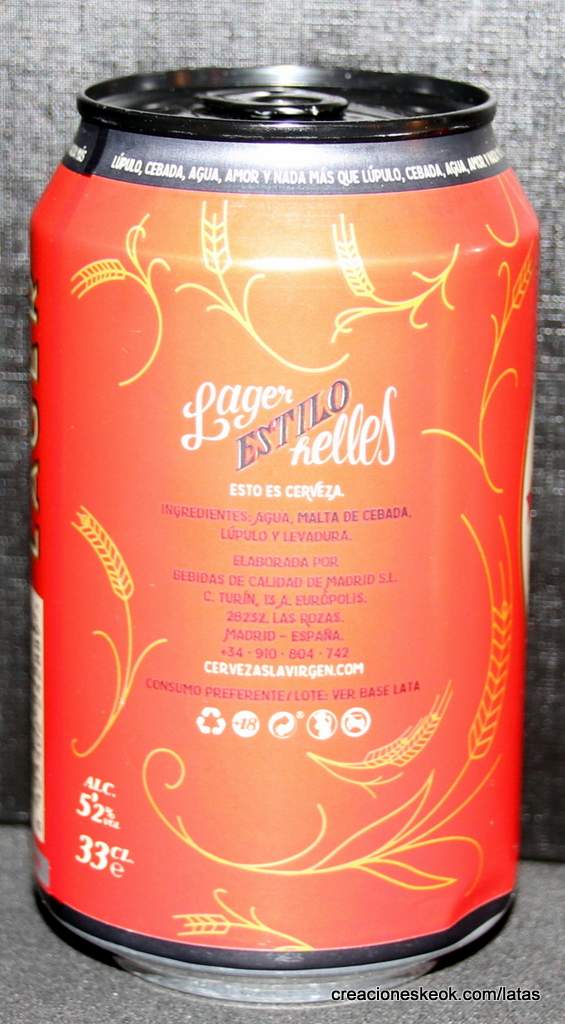 LÚPULO, CEBADA, AGUA, AMOR Y NADA MÁS QUE LÚPULO, CEBADA, AGUA, AMOR Y
Lager
ESTILO
helles
ESTO ES CERVEZA.
INGREDIENTES: AGUA, MALTA DE CEBADA,
LÚPULO Y LEVADURA.
ELABORADA POR
BEBIDAS DE CALIDAD DE MADRID S.L.
C. TURÍN, 13 A. EURÓPOLIS.
28232. LAS ROZAS.
MADRID – ESPAÑA.
+34 · 910 · 804 · 742
CERVEZASLAVIRGEN.COM
CONSUMO PREFERENTE/LOTE: VER BASE LATA
+18
ALC.
5'2% VOL.
33 CL. e
creacioneskeok.com/latas